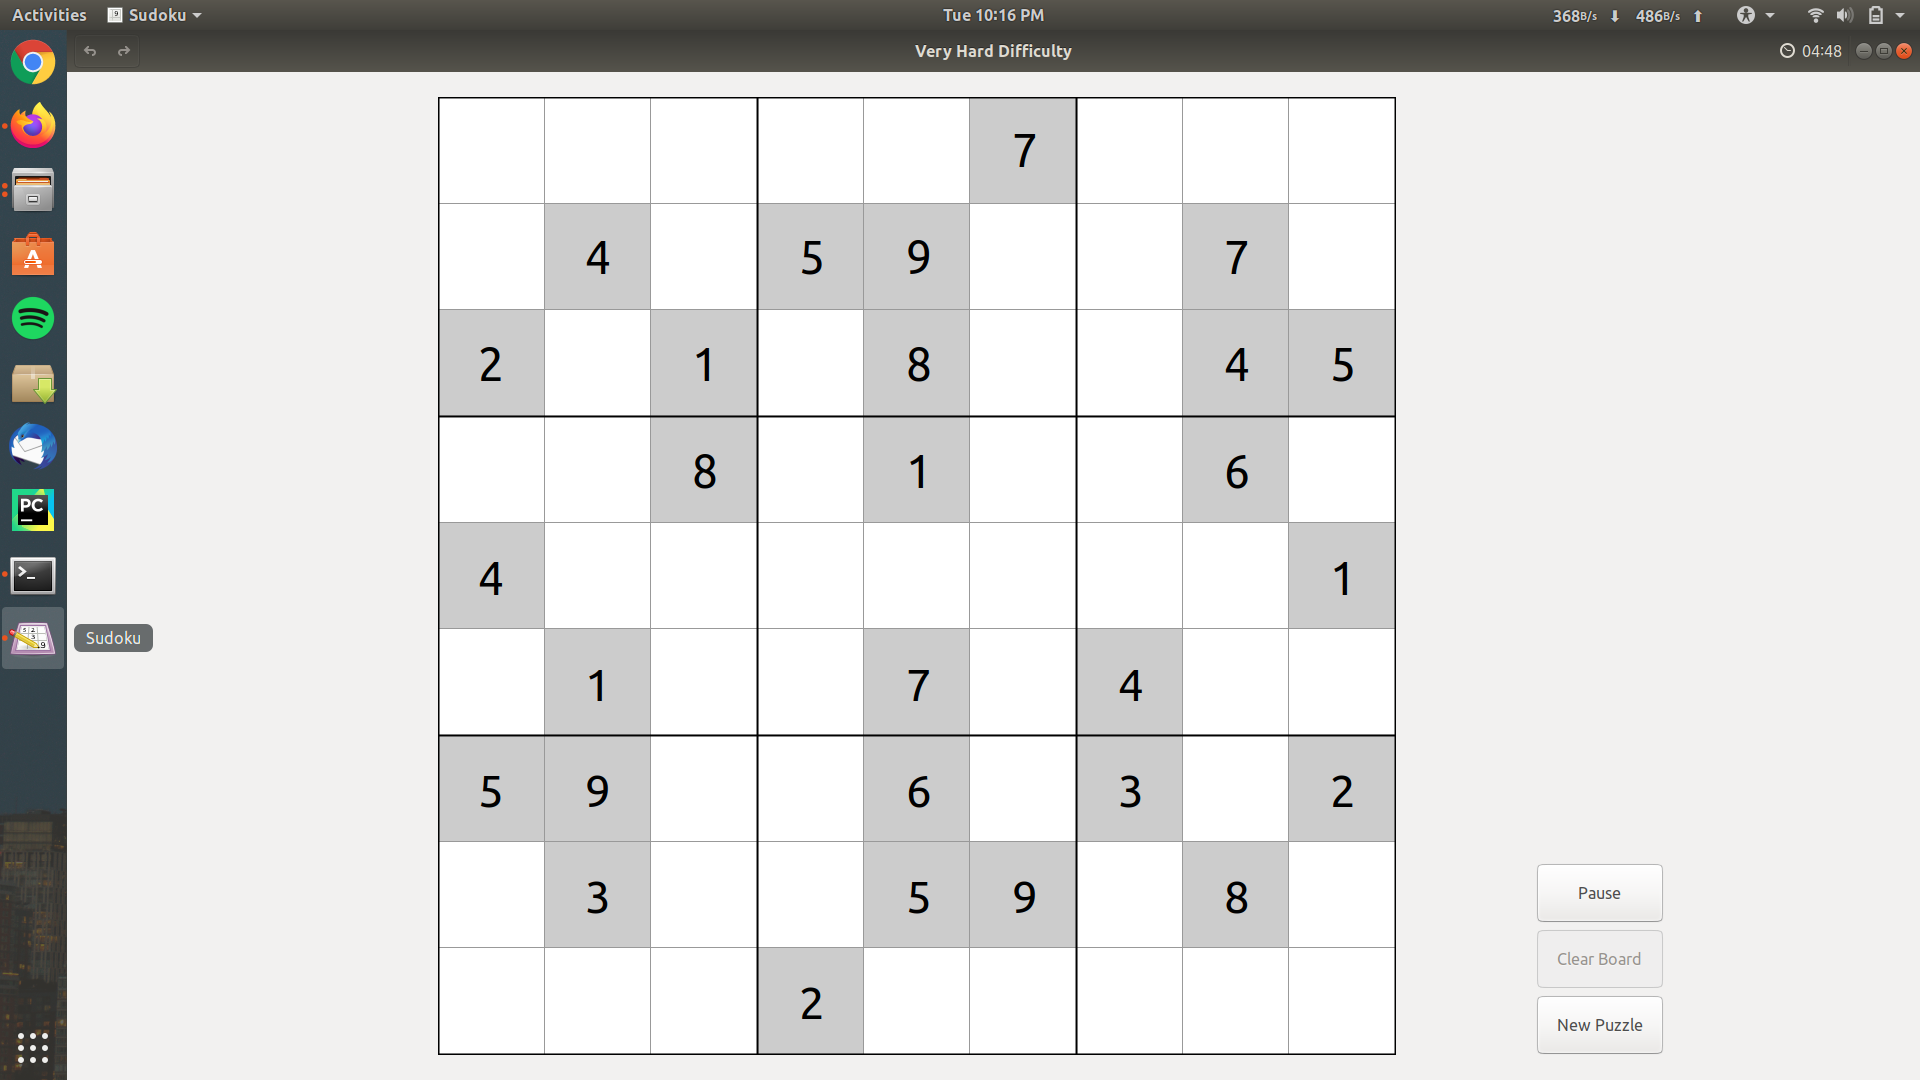 Activities Sudoku Tue 10:16 PM 368B/s 486B/s
Very Hard Difficulty 04:48
7
4 5 9 7
2 1 8 4 5
8 1 6
4 1
1 7 4
5 9 6 3 2
3 5 9 8
2
PC
Sudoku
Pause
Clear Board
New Puzzle